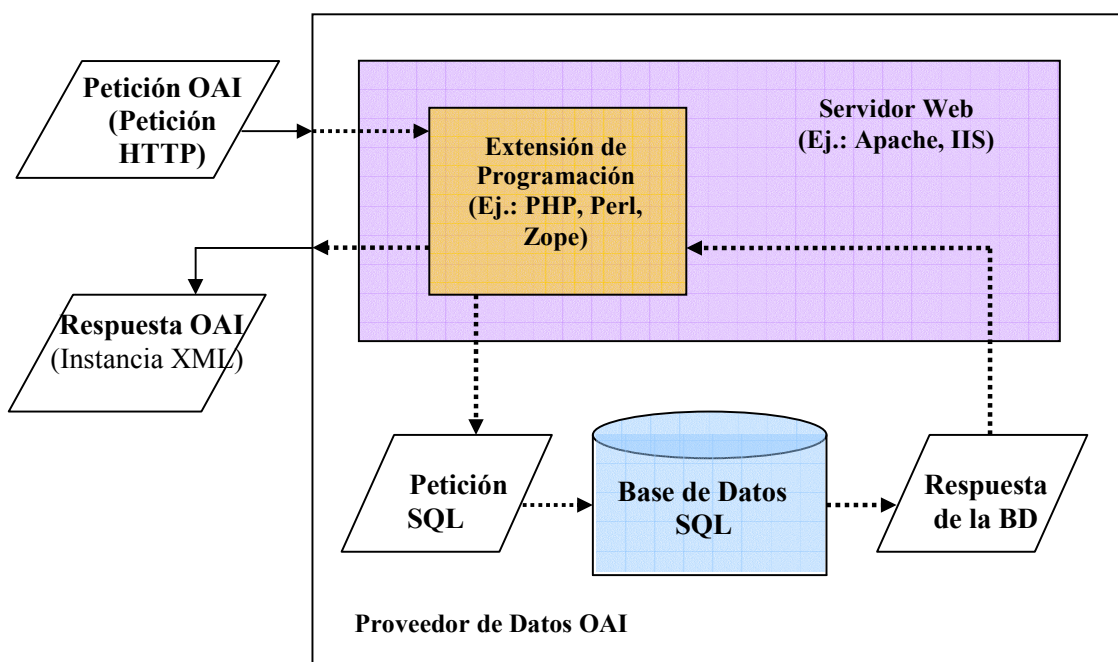 Petición OAI
(Petición
HTTP)
Servidor Web
(Ej.: Apache, IIS)
Extensión de
Programación
(Ej.: PHP, Perl,
Zope)
Respuesta OAI
(Instancia XML)
Petición
SQL
Base de Datos
SQL
Respuesta
de la BD
Proveedor de Datos OAI